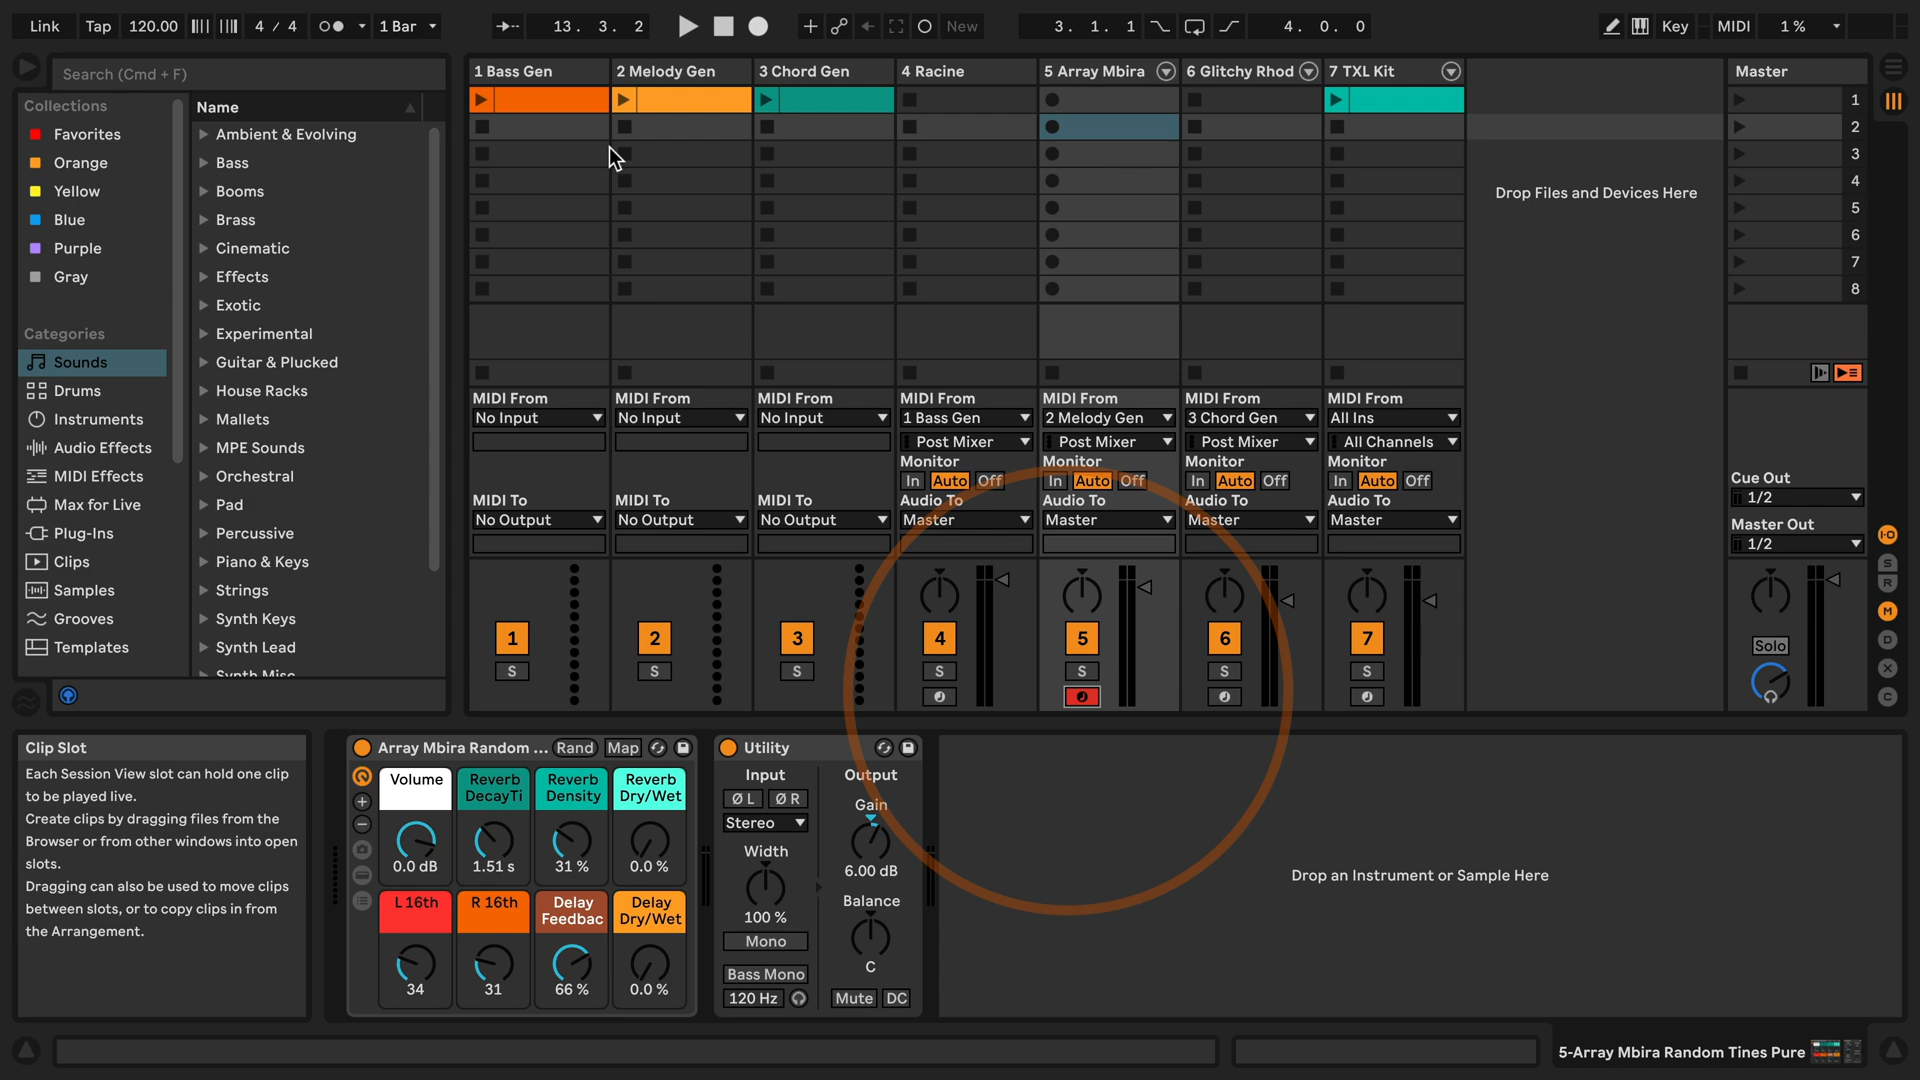 Link Tap 120.00 4 / 4 1 Bar 13. 3. 2 New 3. 1. 1 4. 0. 0 Key MIDI 1 %
Search (Cmd + F)
Collections
Favorites
Orange
Yellow
Blue
Purple
Gray
Categories
Sounds
Drums
Instruments
Audio Effects
MIDI Effects
Max for Live
Plug-Ins
Clips
Samples
Grooves
Templates
Name
Ambient & Evolving
Bass
Booms
Brass
Cinematic
Effects
Exotic
Experimental
Guitar & Plucked
House Racks
Mallets
MPE Sounds
Orchestral
Pad
Percussive
Piano & Keys
Strings
Synth Keys
Synth Lead
Synth Misc
1 Bass Gen 2 Melody Gen 3 Chord Gen 4 Racine 5 Array Mbira 6 Glitchy Rhod 7 TXL Kit Master
1
2
3
4
5
6
7
8
Drop Files and Devices Here
MIDI From MIDI From MIDI From MIDI From MIDI From MIDI From MIDI From
No Input No Input No Input 1 Bass Gen 2 Melody Gen 3 Chord Gen All Ins
Post Mixer Post Mixer Post Mixer All Channels
Monitor Monitor Monitor Monitor
In Auto Off In Auto Off In Auto Off In Auto Off
MIDI To MIDI To MIDI To Audio To Audio To Audio To Audio To
No Output No Output No Output Master Master Master Master
Cue Out
1/2
Master Out
1/2
1 2 3 4 5 6 7
S S S S S S S
Solo
I·O
S
R
M
D
X
C
Clip Slot
Each Session View slot can hold one clip
to be played live.
Create clips by dragging files from the
Browser or from other windows into open
slots.
Dragging can also be used to move clips
between slots, or to copy clips in from
the Arrangement.
Array Mbira Random ... Rand Map
Volume Reverb DecayTi Reverb Density Reverb Dry/Wet
0.0 dB 1.51 s 31 % 0.0 %
L 16th R 16th Delay Feedbac Delay Dry/Wet
34 31 66 % 0.0 %
Utility
Input Output
Ø L Ø R
Stereo
Width
100 %
Mono
Bass Mono
120 Hz
Gain
6.00 dB
Balance
C
Mute DC
Drop an Instrument or Sample Here
5-Array Mbira Random Tines Pure